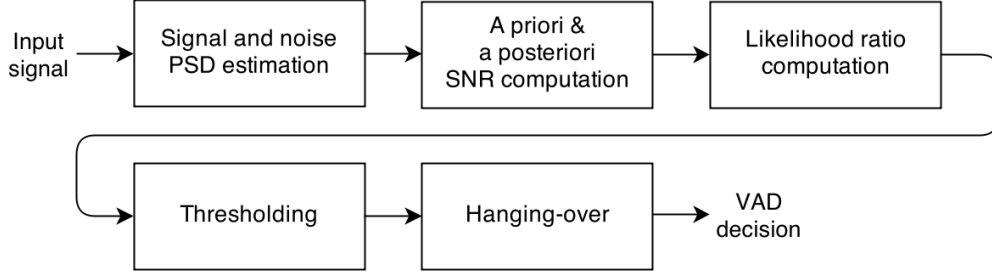 Input
signal
Signal and noise
PSD estimation
A priori &
a posteriori
SNR computation
Likelihood ratio
computation
Thresholding
Hanging-over
VAD
decision